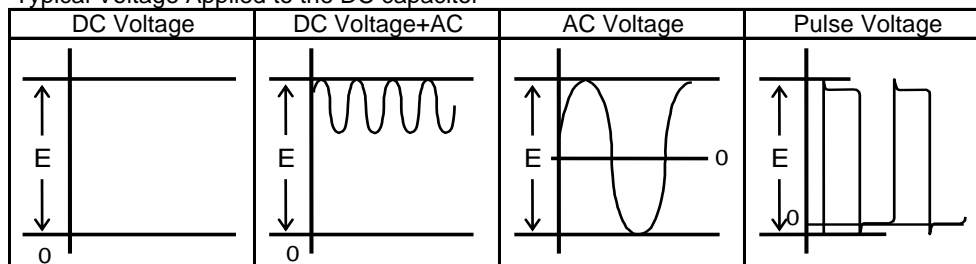 Typical Voltage Applied to the DC capacitor
DC Voltage
DC Voltage+AC
AC Voltage
Pulse Voltage
E
0
E
0
E
0
E
0